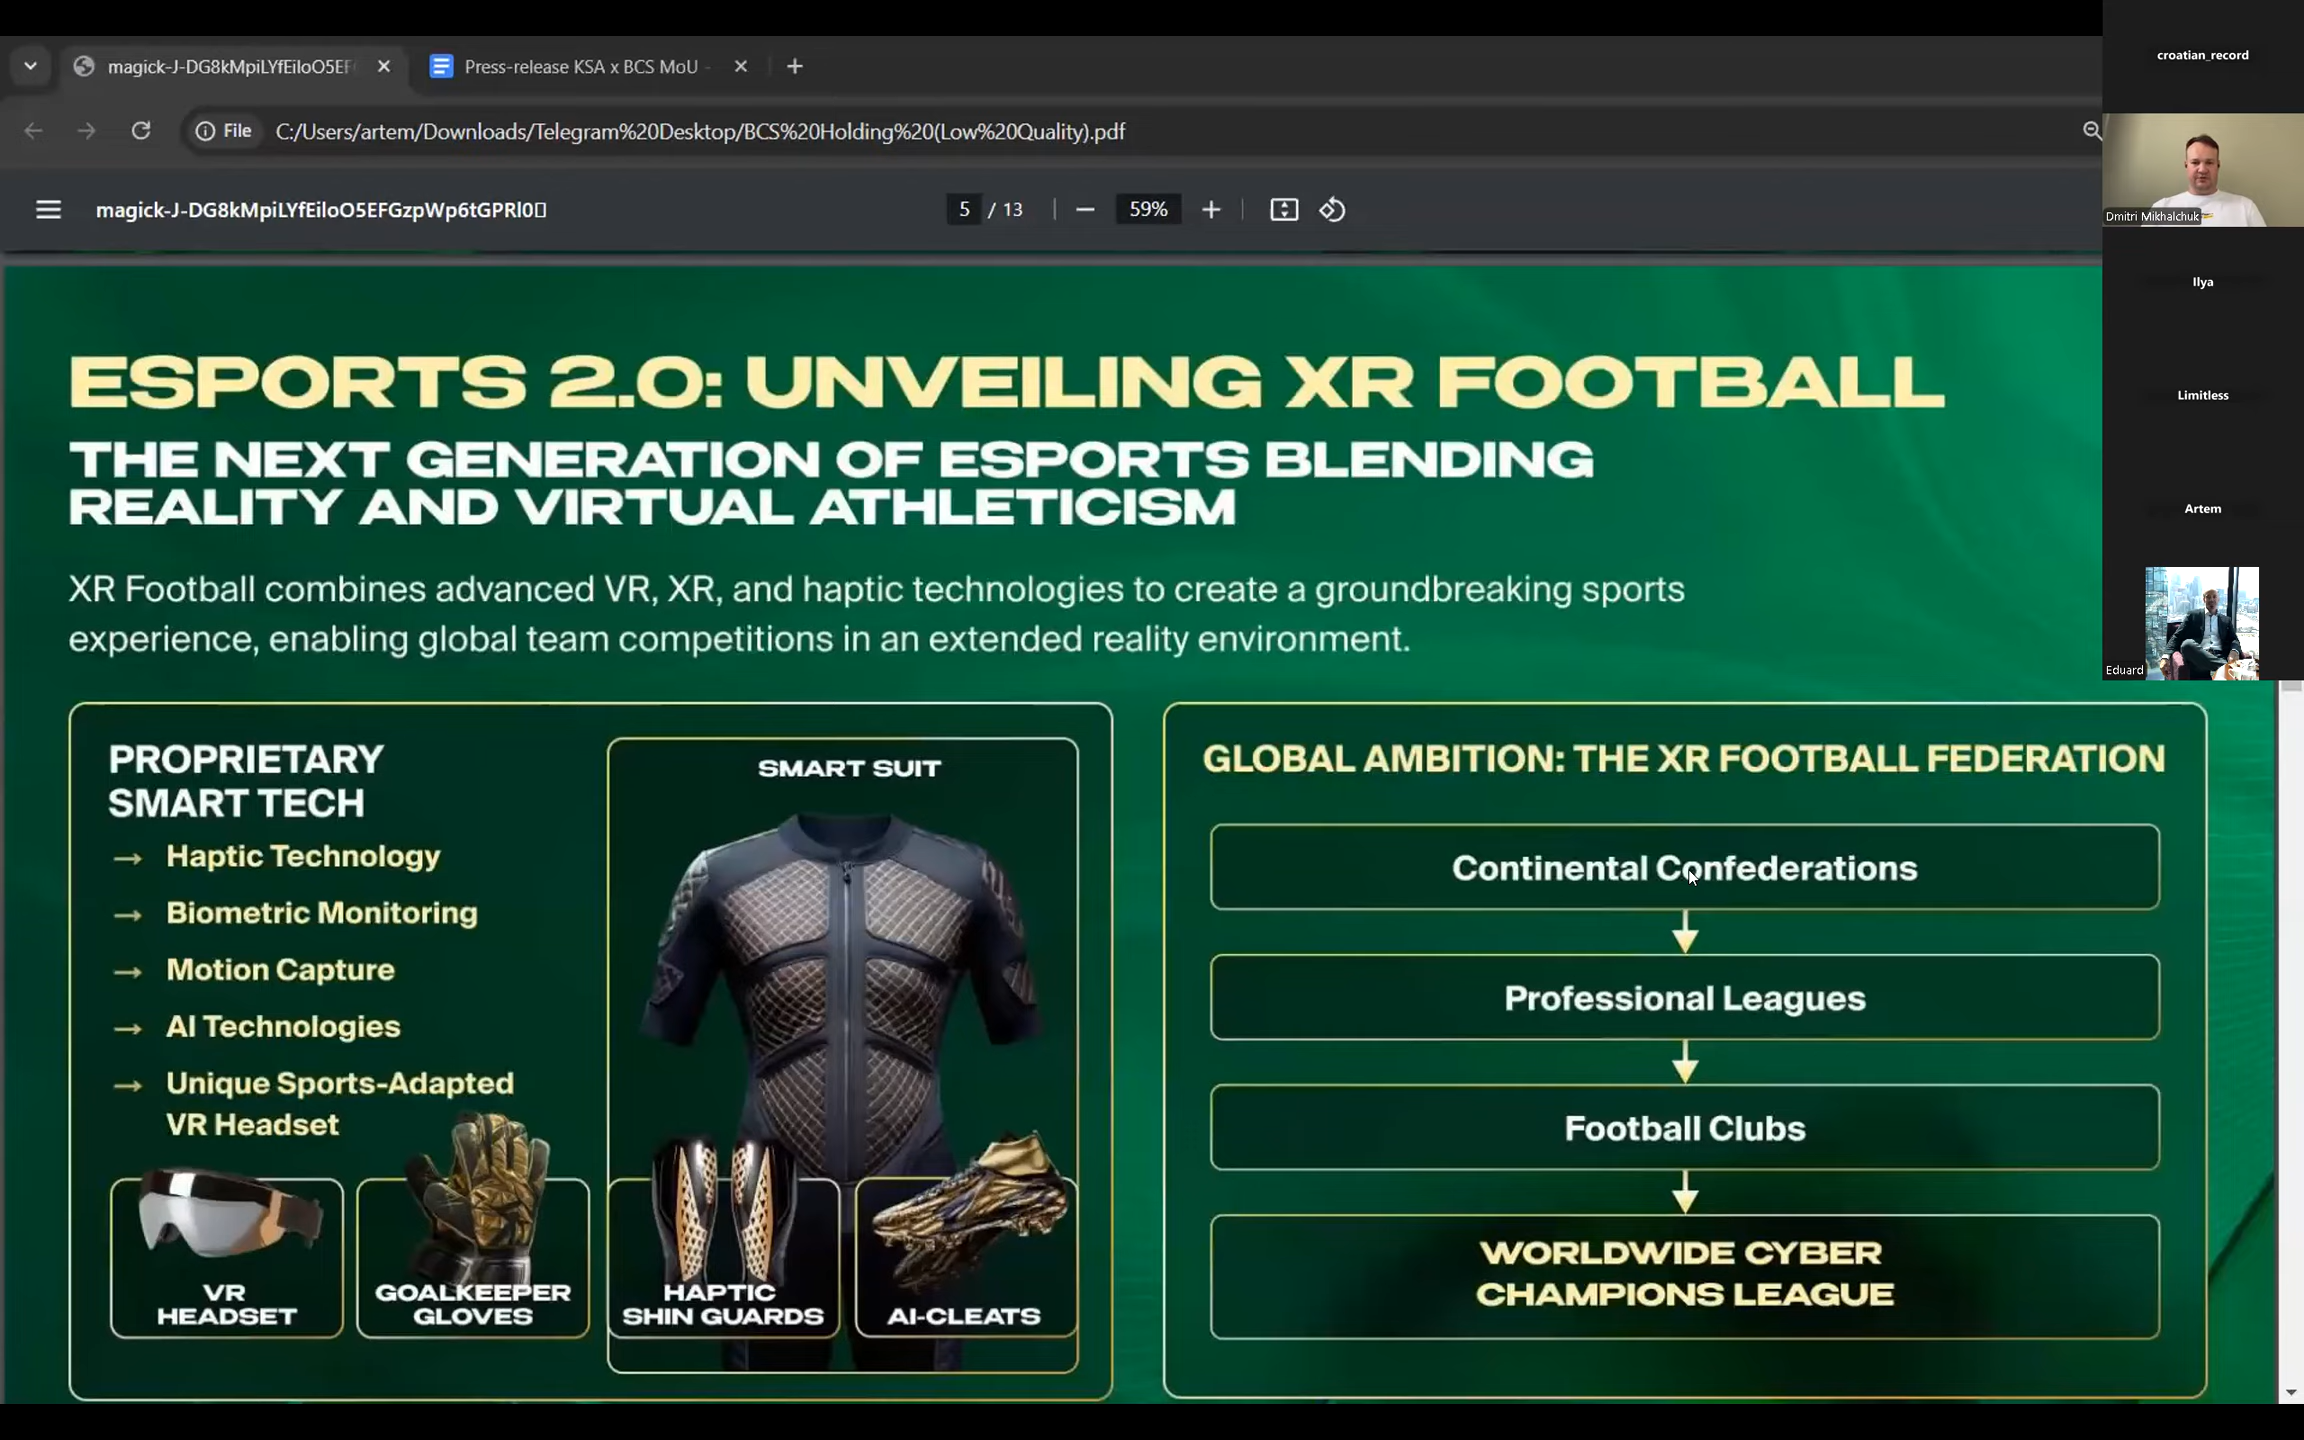 magick-J-DG8kMpiLYfEiloO5EF
Press-release KSA x BCS MoU -
File
C:/Users/artem/Downloads/Telegram%20Desktop/BCS%20Holding%20(Low%20Quality).pdf
magick-J-DG8kMpiLYfEiloO5EFGzpWp6tGPRl0
5 / 13
59%
ESPORTS 2.0: UNVEILING XR FOOTBALL
THE NEXT GENERATION OF ESPORTS BLENDING
REALITY AND VIRTUAL ATHLETICISM
XR Football combines advanced VR, XR, and haptic technologies to create a groundbreaking sports
experience, enabling global team competitions in an extended reality environment.
PROPRIETARY
SMART TECH
→ Haptic Technology
→ Biometric Monitoring
→ Motion Capture
→ AI Technologies
→ Unique Sports-Adapted
VR Headset
SMART SUIT
VR
HEADSET
GOALKEEPER
GLOVES
HAPTIC
SHIN GUARDS
AI-CLEATS
GLOBAL AMBITION: THE XR FOOTBALL FEDERATION
Continental Confederations
Professional Leagues
Football Clubs
WORLDWIDE CYBER
CHAMPIONS LEAGUE
croatian_record
Dmitri Mikhalchuk
Ilya
Limitless
Artem
Eduard